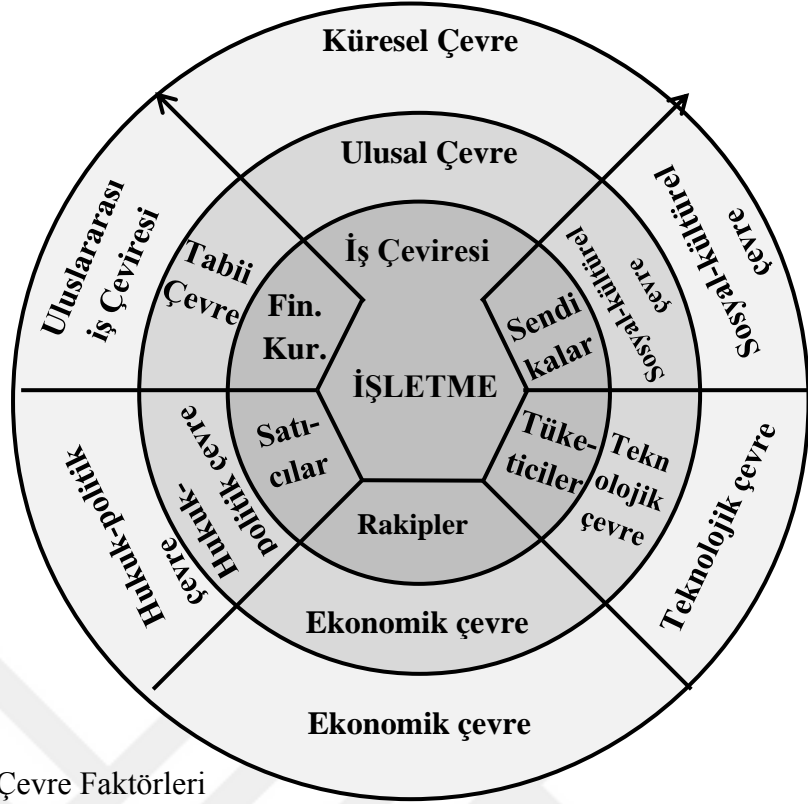 Küresel Çevre
Ulusal Çevre
İş Çeviresi
Uluslararası
iş Çeviresi
Tabii
Çevre
Fin.
Kur.
Sendi
kalar
Sosyal-kültürel
çevre
Sosyal-kültürel
çevre
İŞLETME
Hukuk-politik
çevre
Hukuk-
politik çevre
Satı-
cılar
Rakipler
Tüke-
ticiler
Tekn
olojik
çevre
Teknolojik çevre
Ekonomik çevre
Ekonomik çevre
Çevre Faktörleri